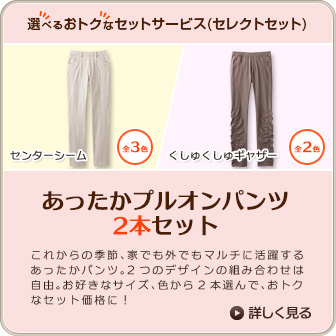 選べるおトクなセットサービス(セレクトセット)
全3色
センターシーム
全2色
くしゅくしゅギャザー
あったかプルオンパンツ
2本セット
これからの季節、家でも外でもマルチに活躍する
あったかパンツ。2つのデザインの組み合わせは
自由。お好きなサイズ、色から2本選んで、おトク
なセット価格に！
詳しく見る